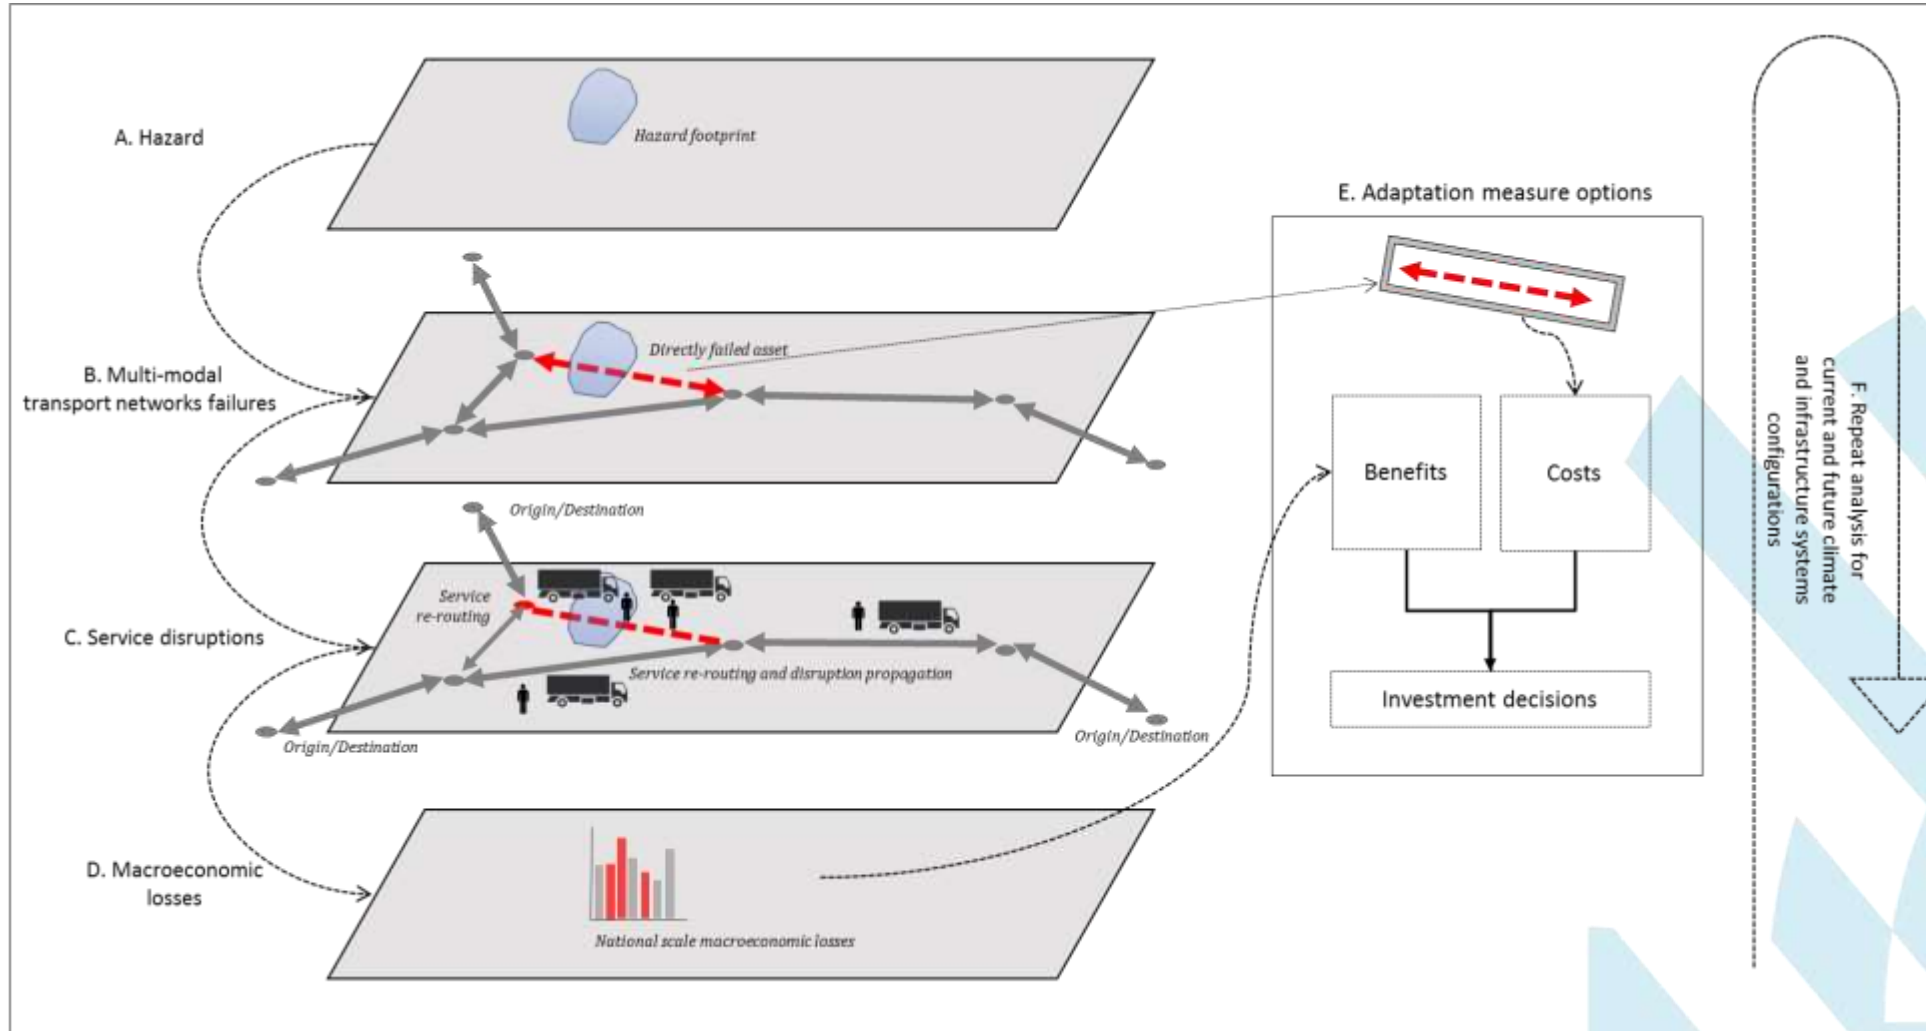 A. Hazard
Hazard footprint
B. Multi-modal
transport networks failures
Directly failed asset
Origin/Destination
C. Service disruptions
Service
re-routing
Service re-routing and disruption propagation
Origin/Destination
Origin/Destination
D. Macroeconomic
losses
National scale macroeconomic losses
E. Adaptation measure options
Benefits
Costs
Investment decisions
F. Repeat analysis for
current and future climate
and infrastructure systems
configurations